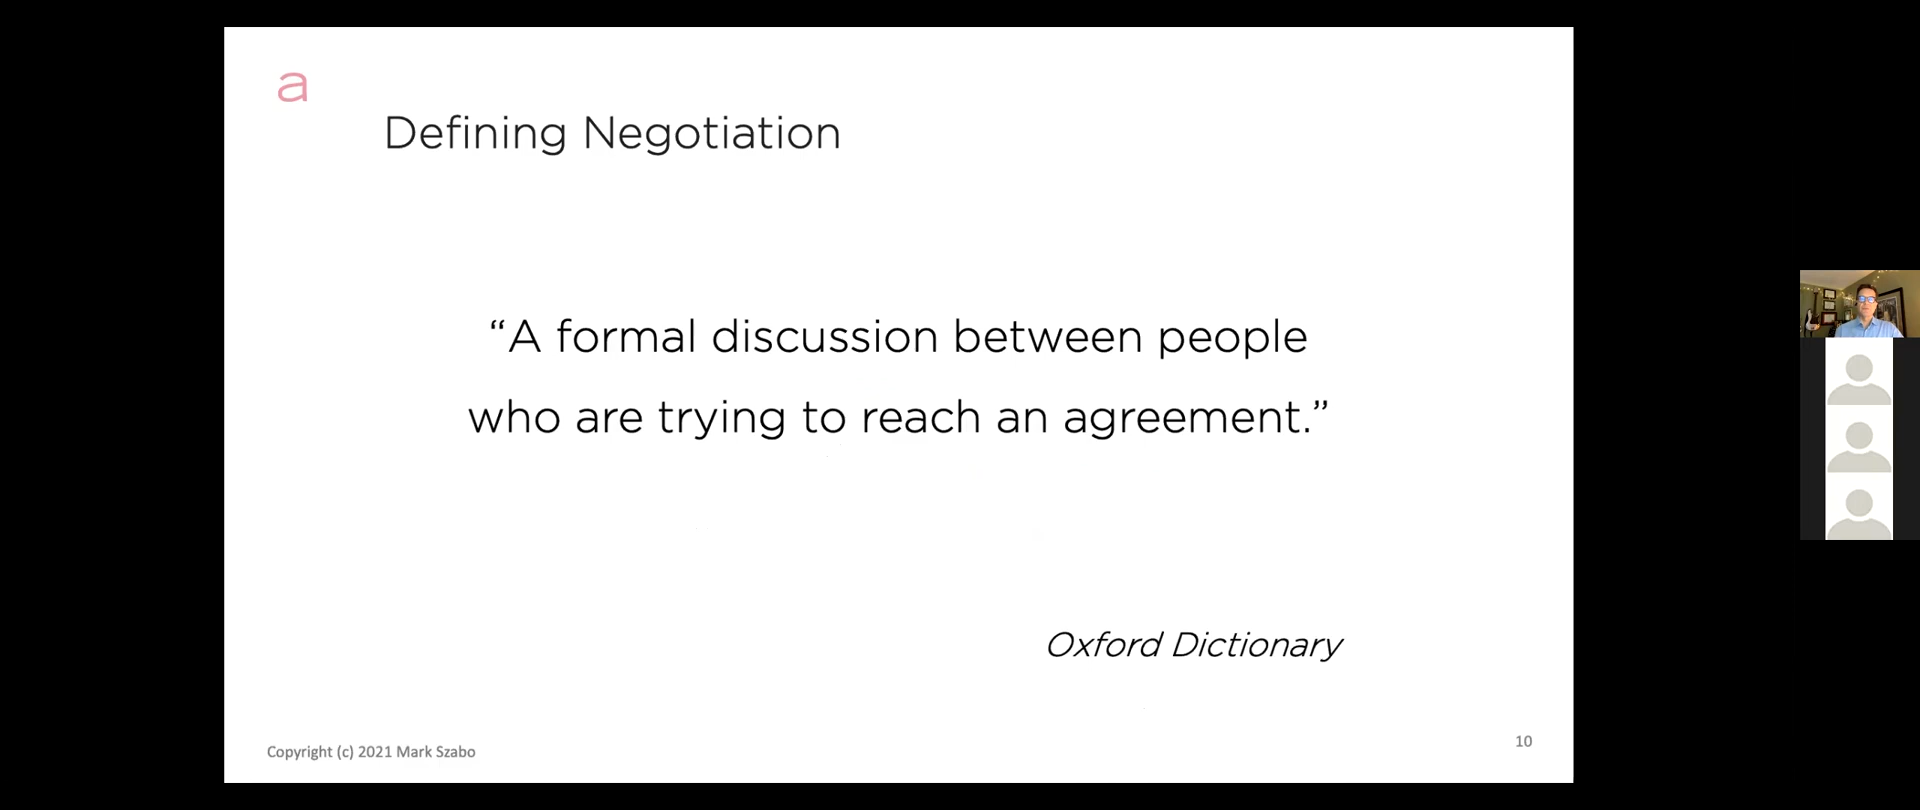 a
Defining Negotiation
“A formal discussion between people
who are trying to reach an agreement.”
Oxford Dictionary
Copyright (c) 2021 Mark Szabo
10